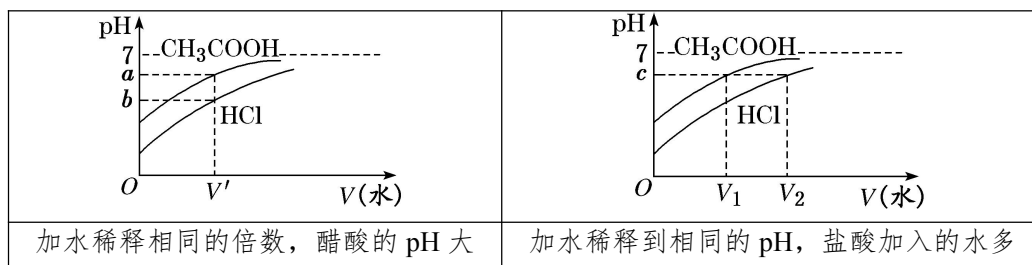 pH
7
CH₃COOH
a
b
HCl
O
V′
V(水)
加水稀释相同的倍数，醋酸的 pH 大
pH
7
CH₃COOH
c
HCl
O
V₁
V₂
V(水)
加水稀释到相同的 pH，盐酸加入的水多